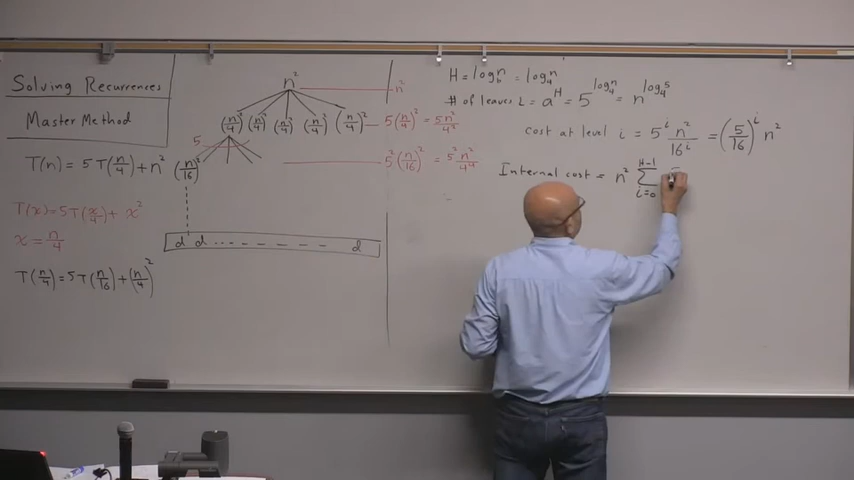 Solving Recurrences
Master Method
T(n) = 5T(n/4) + n²
T(x) = 5T(x/4) + x²
x = n/4
T(n/4) = 5T(n/16) + (n/4)²
n² n²
(n/4)² (n/4)² (n/4)² (n/4)² (n/4)² 5(n/4)² = 5n²/4²
5
(n/16)² 5²(n/16)² = 5² n²/4⁴
d d ... d
H = log_b n = log_4 n
# of leaves L = a^H = 5^(log_4 n) = n^(log_4 5)
cost at level i = 5^i n²/16^i = (5/16)^i n²
Internal cost = n² ∑_{i=0}^{H-1}